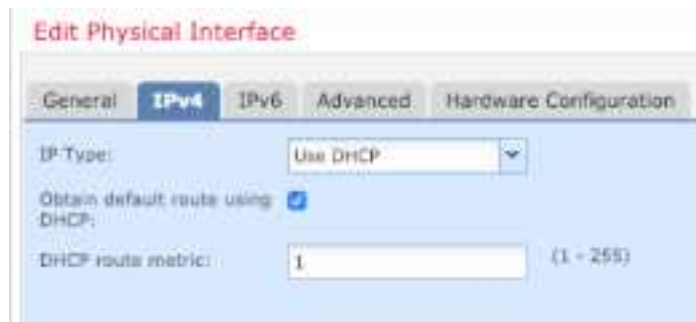 Edit Physical Interface
General IPv4 IPv6 Advanced Hardware Configuration
IP Type: Use DHCP
Obtain default route using
DHCP:
DHCP route metric: 1 (1 - 255)